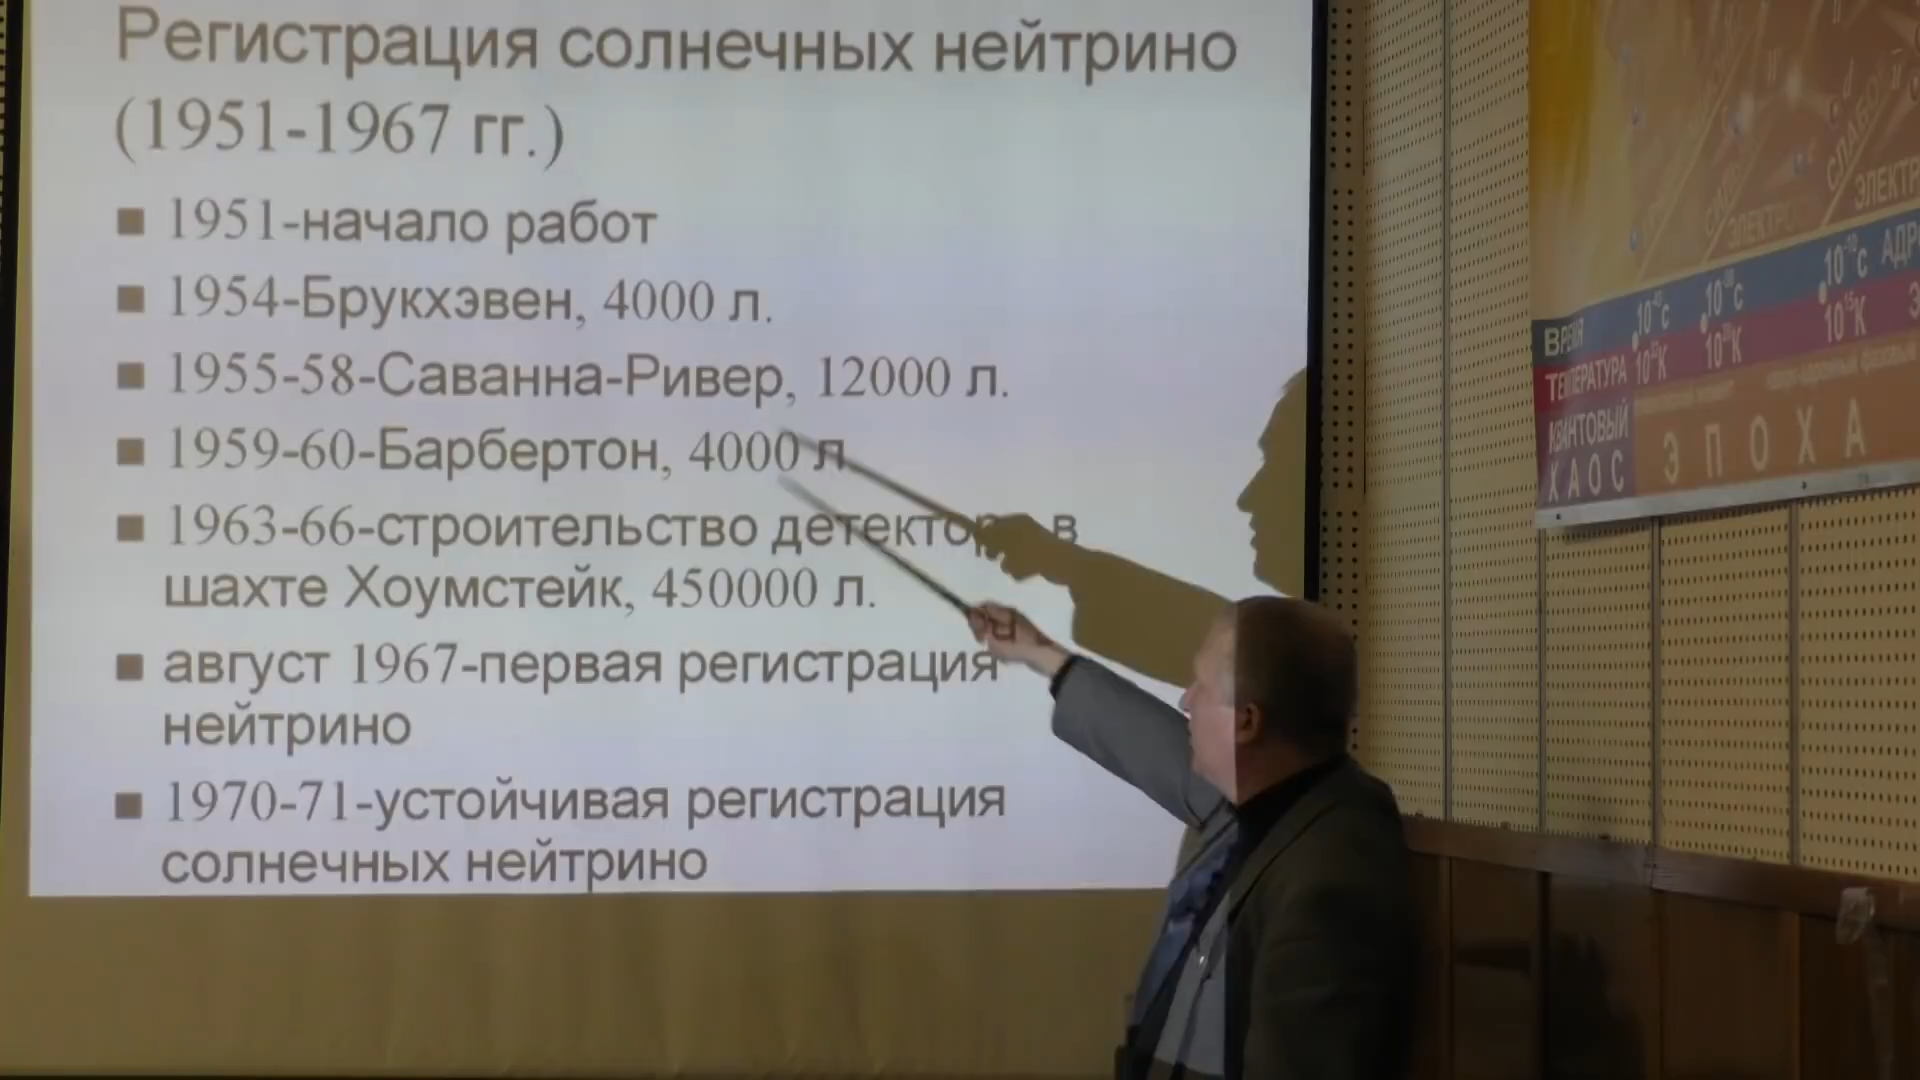 Регистрация солнечных нейтрино
(1951-1967 гг.)
■ 1951-начало работ
■ 1954-Брукхэвен, 4000 л.
■ 1955-58-Саванна-Ривер, 12000 л.
■ 1959-60-Барбертон, 4000 л
■ 1963-66-строительство детектора в
шахте Хоумстейк, 450000 л.
■ август 1967-первая регистрация
нейтрино
■ 1970-71-устойчивая регистрация
солнечных нейтрино
ЭЛЕКТР
ЭЛЕКТРО
ВРЕМЯ
ТЕМПЕРАТУРА
КВАНТОВЫЙ
ХАОС
ЭПОХА